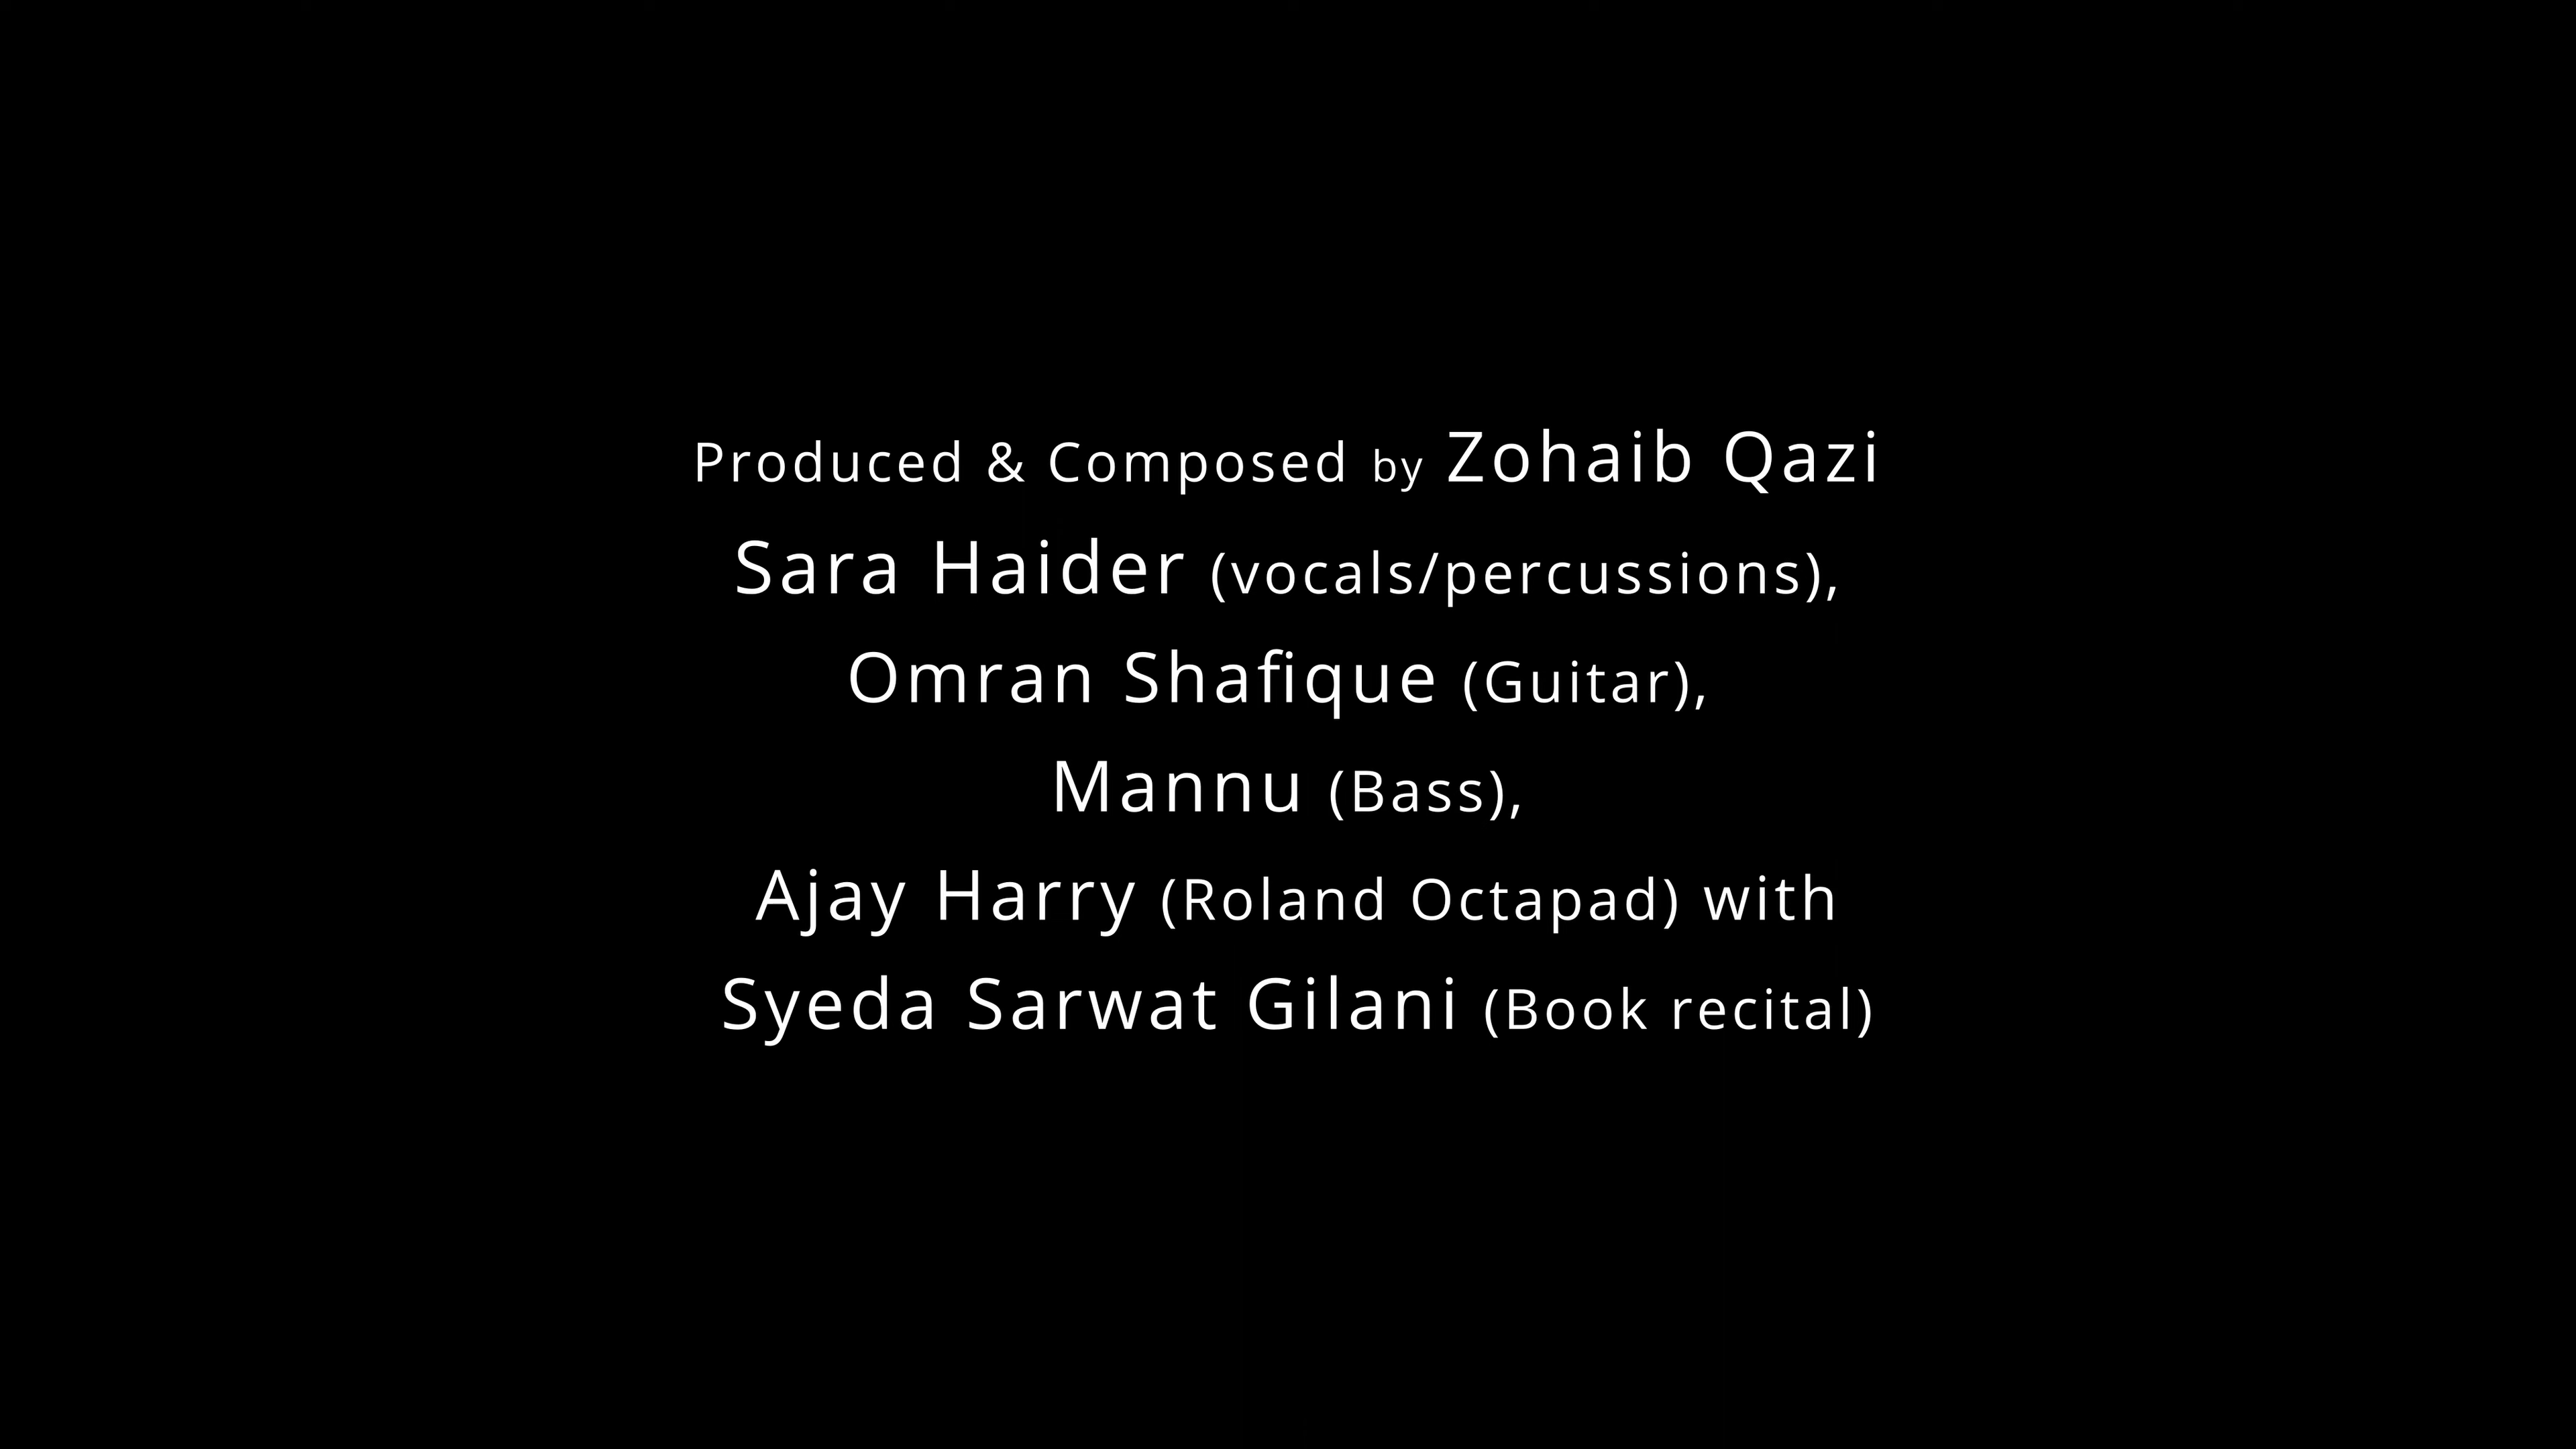 Produced & Composed by Zohaib Qazi
Sara Haider (vocals/percussions),
Omran Shafique (Guitar),
Mannu (Bass),
Ajay Harry (Roland Octapad) with
Syeda Sarwat Gilani (Book recital)